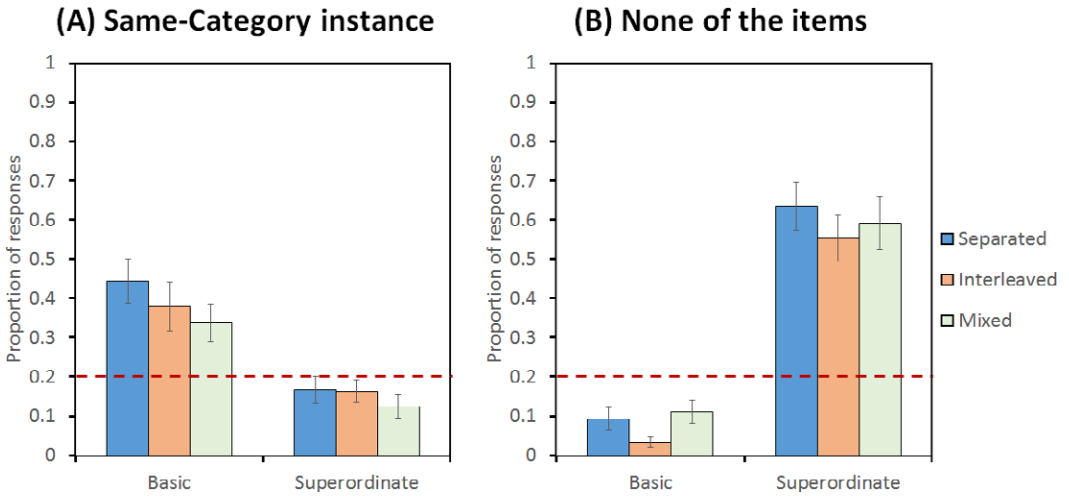 (A) Same-Category instance
(B) None of the items
Proportion of responses
1
0.9
0.8
0.7
0.6
0.5
0.4
0.3
0.2
0.1
0
Basic
Superordinate
Proportion of responses
1
0.9
0.8
0.7
0.6
0.5
0.4
0.3
0.2
0.1
0
Basic
Superordinate
Separated
Interleaved
Mixed